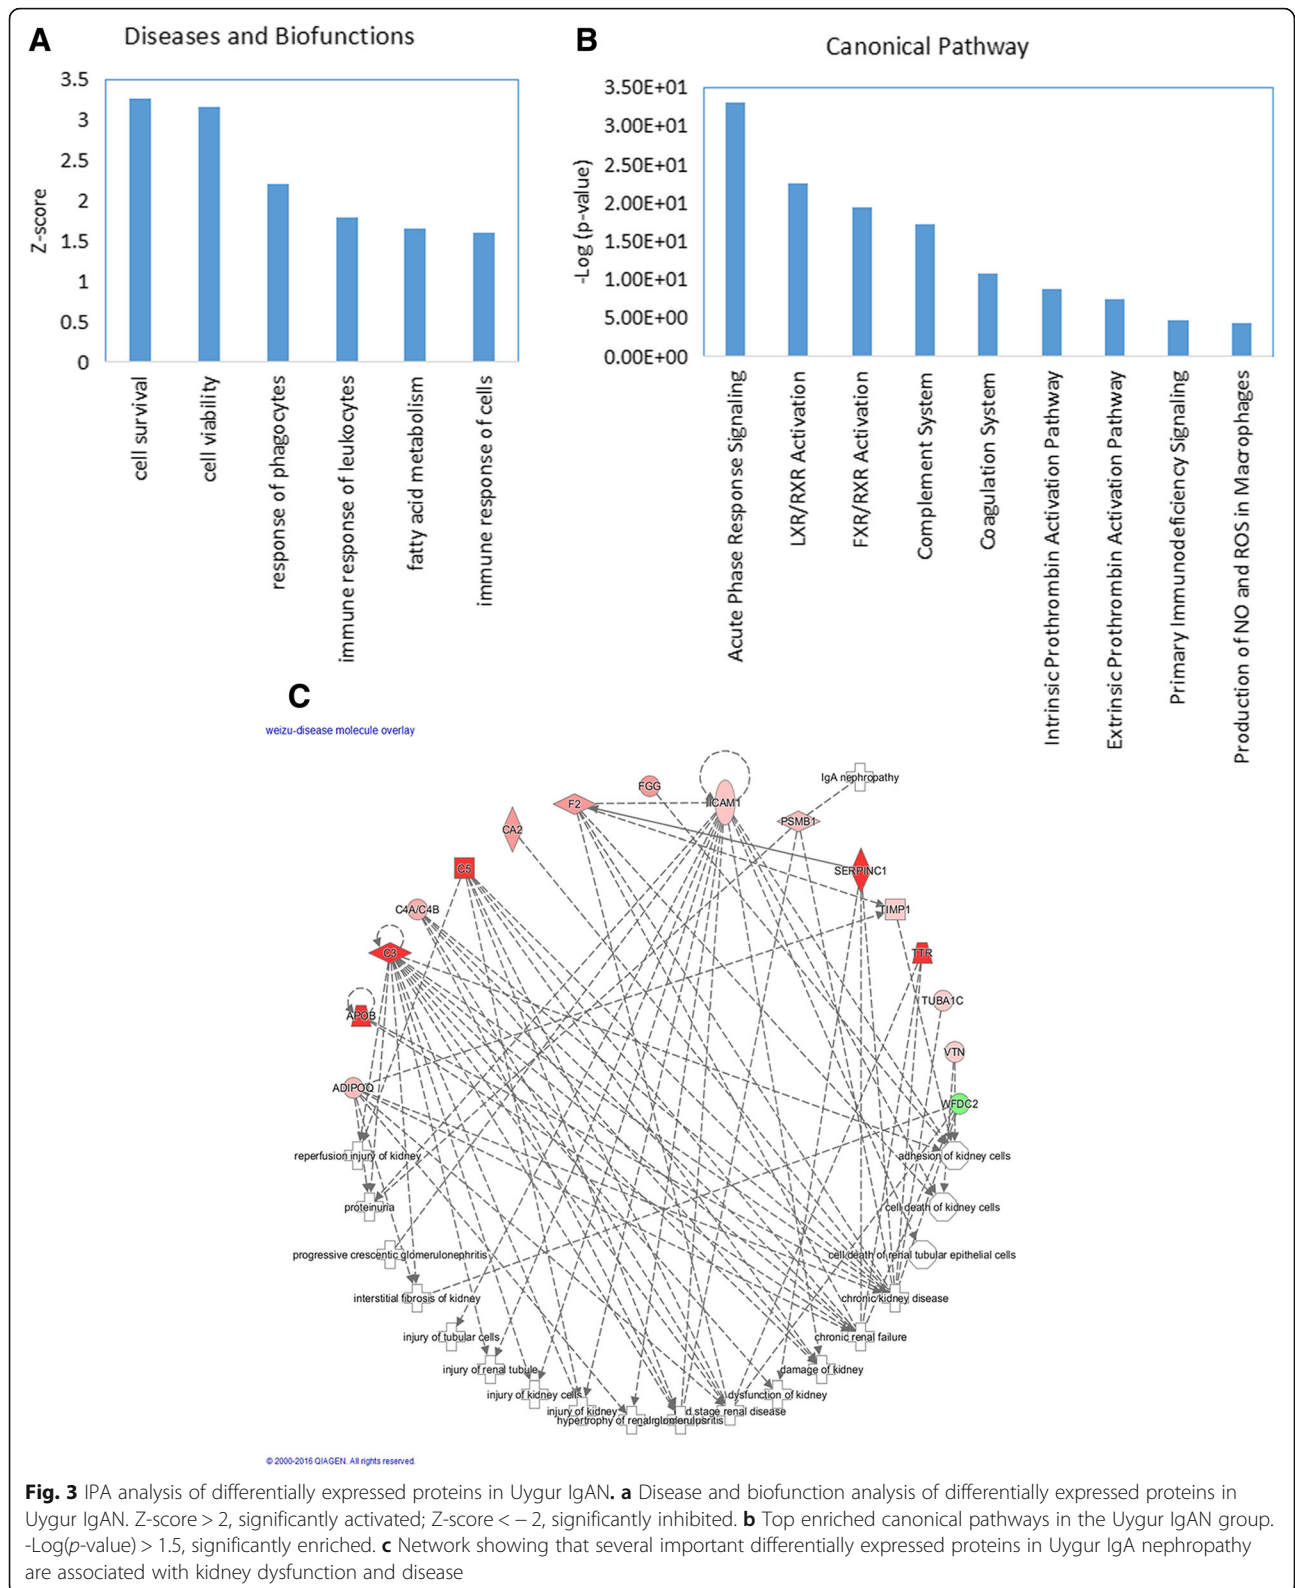 A
Diseases and Biofunctions
Z-score
3.5
3
2.5
2
1.5
1
0.5
0
cell survival
cell viability
response of phagocytes
immune response of leukocytes
fatty acid metabolism
immune response of cells
B
Canonical Pathway
-Log (p-value)
3.50E+01
3.00E+01
2.50E+01
2.00E+01
1.50E+01
1.00E+01
5.00E+00
0.00E+00
Acute Phase Response Signaling
LXR/RXR Activation
FXR/RXR Activation
Complement System
Coagulation System
Intrinsic Prothrombin Activation Pathway
Extrinsic Prothrombin Activation Pathway
Primary Immunodeficiency Signaling
Production of NO and ROS in Macrophages
C
weizu-disease molecule overlay
IgA nephropathy
FGG
F2
ICAM1
PSMB1
CA2
C5
SERPINC1
C4A/C4B
TIMP1
C3
TTR
TUBA1C
APOB
VTN
ADIPOQ
WFDC2
reperfusion injury of kidney
adhesion of kidney cells
proteinuria
cell death of kidney cells
progressive crescentic glomerulonephritis
cell death of renal tubular epithelial cells
interstitial fibrosis of kidney
chronic kidney disease
injury of tubular cells
chronic renal failure
injury of renal tubule
damage of kidney
injury of kidney cells
dysfunction of kidney
injury of kidney
stage renal disease
hypertrophy of renal
© 2000-2016 QIAGEN. All rights reserved.
Fig. 3 IPA analysis of differentially expressed proteins in Uygur IgAN. a Disease and biofunction analysis of differentially expressed proteins in
Uygur IgAN. Z-score > 2, significantly activated; Z-score < − 2, significantly inhibited. b Top enriched canonical pathways in the Uygur IgAN group.
-Log(p-value) > 1.5, significantly enriched. c Network showing that several important differentially expressed proteins in Uygur IgA nephropathy
are associated with kidney dysfunction and disease